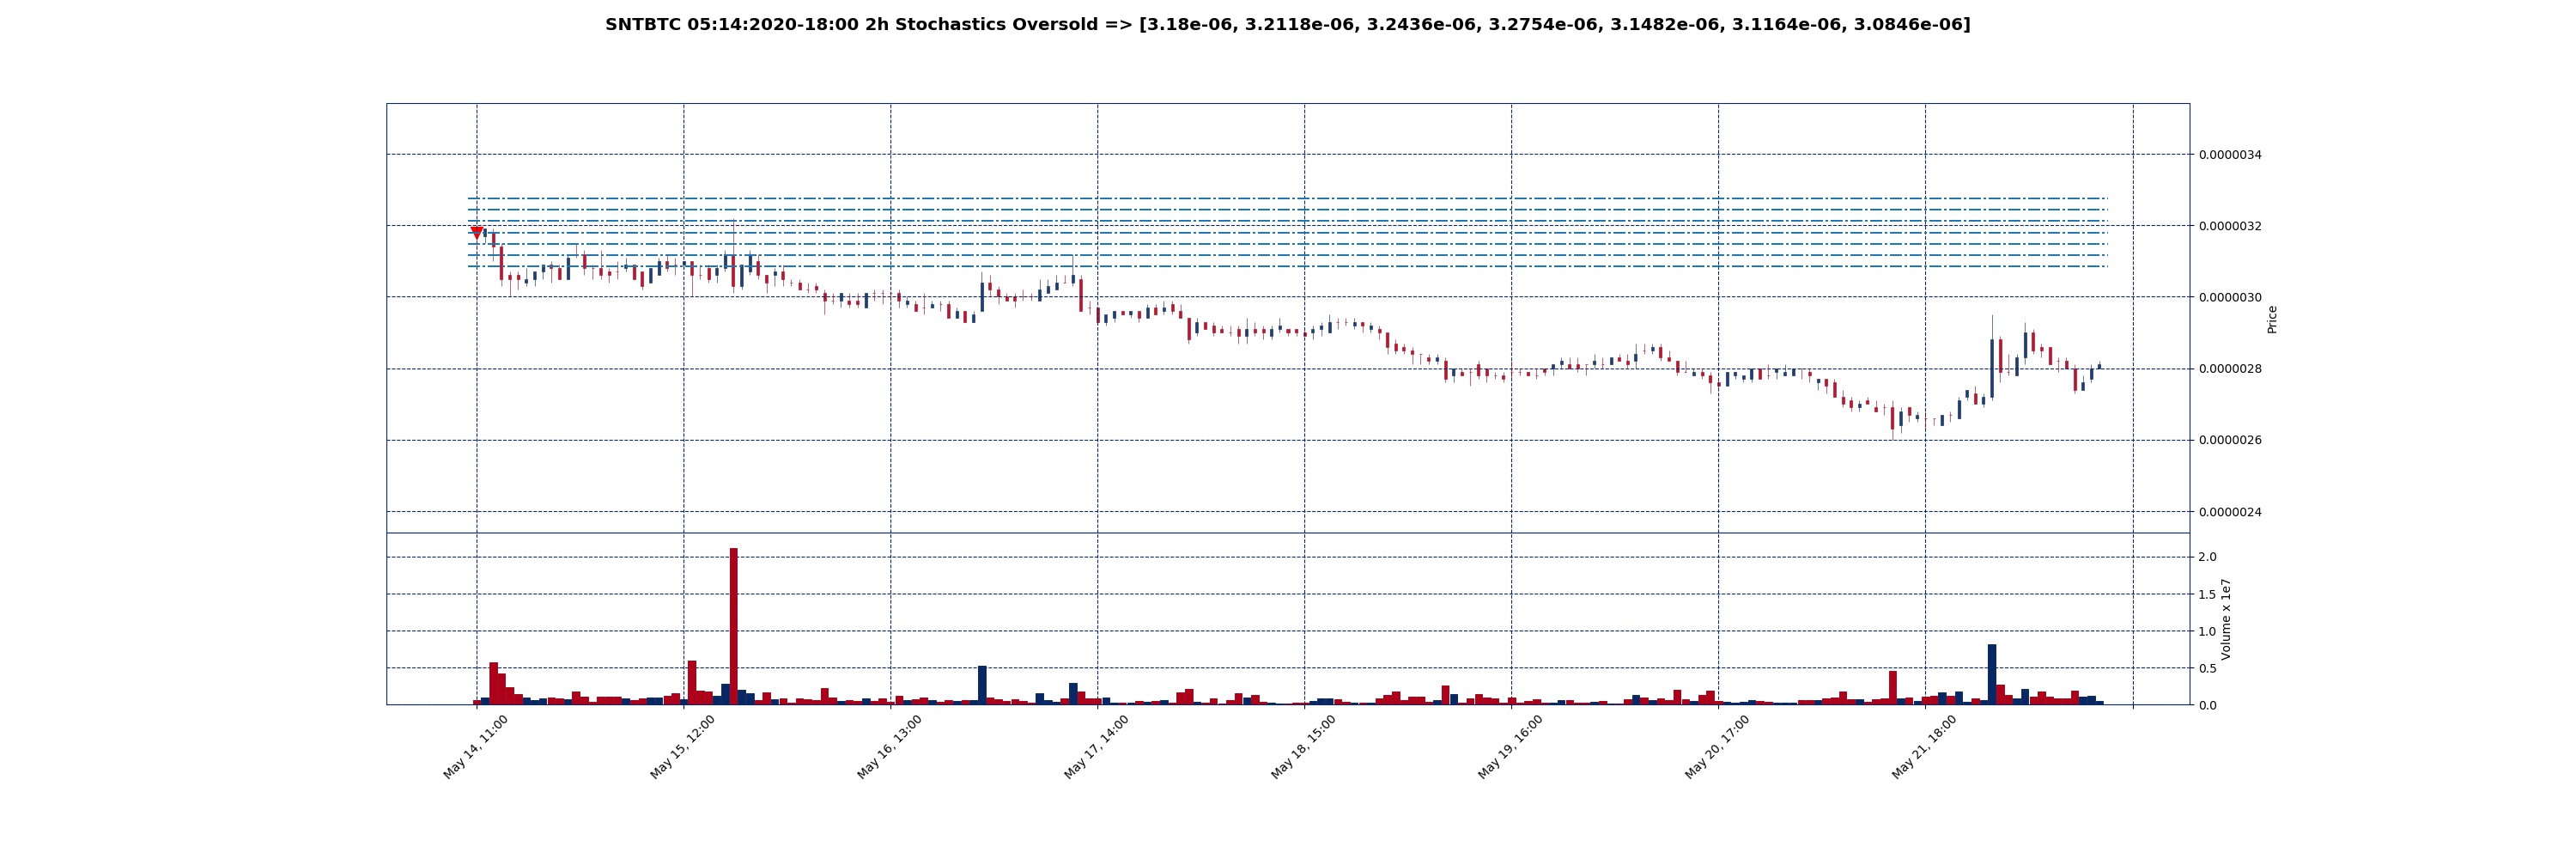 SNTBTC 05:14:2020-18:00 2h Stochastics Oversold => [3.18e-06, 3.2118e-06, 3.2436e-06, 3.2754e-06, 3.1482e-06, 3.1164e-06, 3.0846e-06]
0.0000034
0.0000032
0.0000030
0.0000028
0.0000026
0.0000024
Price
2.0
1.5
1.0
0.5
0.0
Volume x 1e7
May 14, 11:00
May 15, 12:00
May 16, 13:00
May 17, 14:00
May 18, 15:00
May 19, 16:00
May 20, 17:00
May 21, 18:00